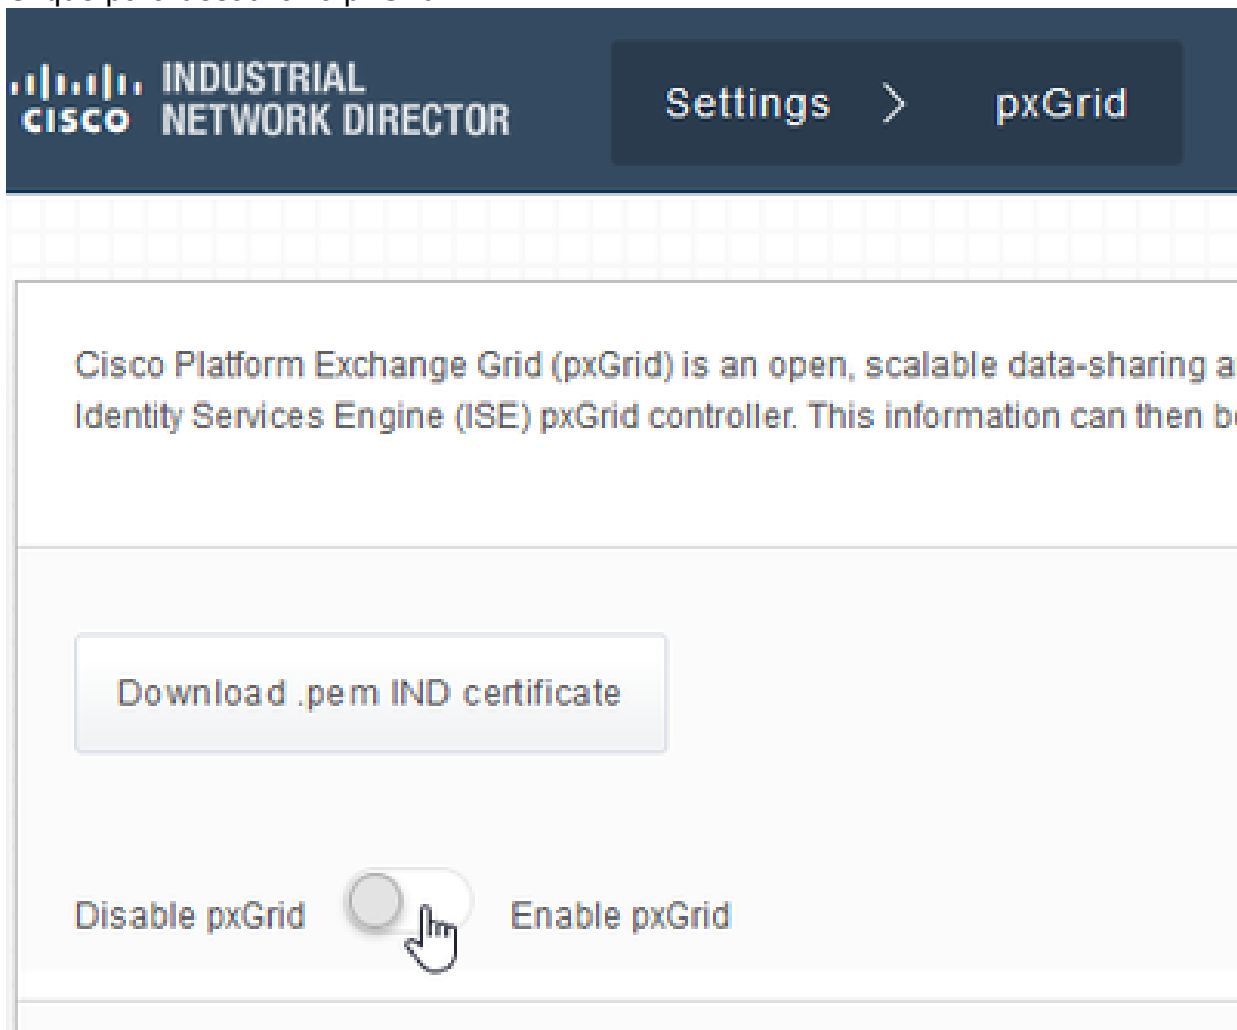 INDUSTRIAL
CISCO NETWORK DIRECTOR
Settings > pxGrid
Cisco Platform Exchange Grid (pxGrid) is an open, scalable data-sharing a
Identity Services Engine (ISE) pxGrid controller. This information can then
Download .pem IND certificate
Disable pxGrid Enable pxGrid